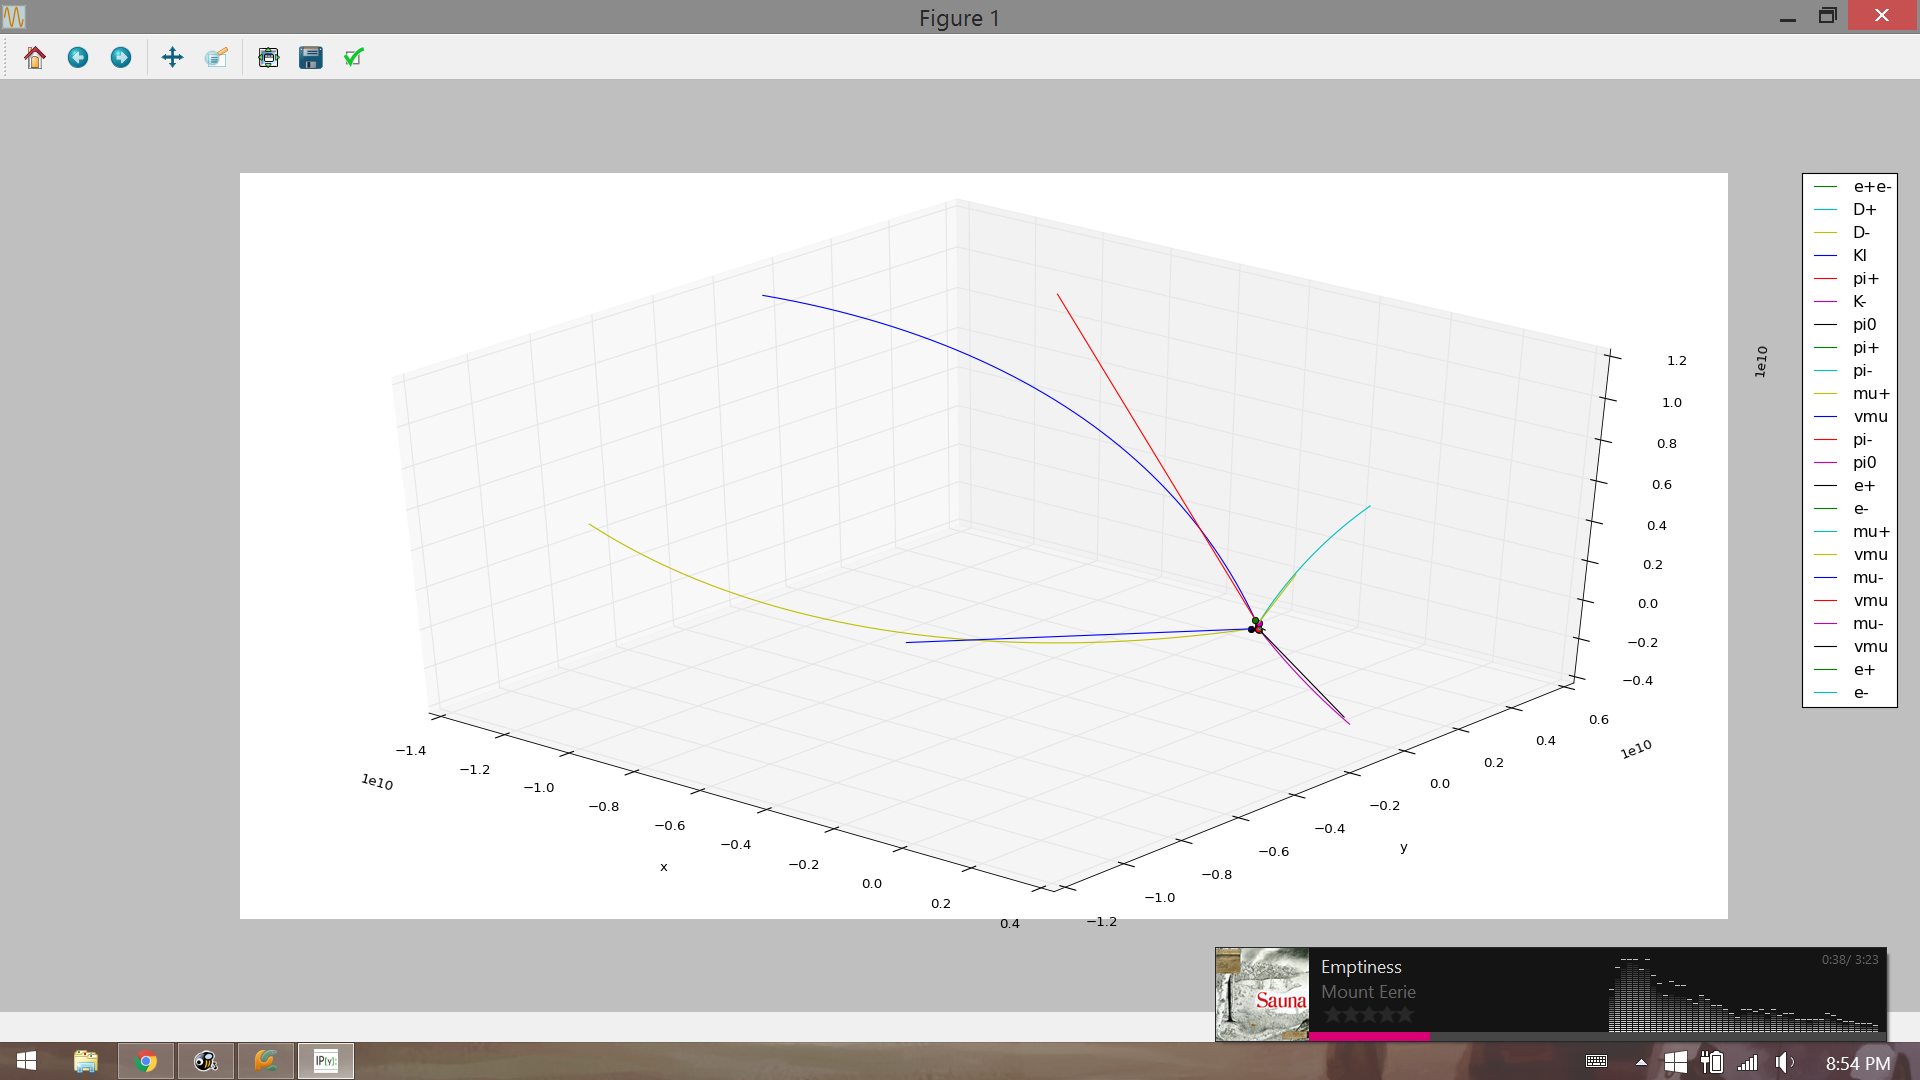 Figure 1
e+e-
D+
D-
Kl
pi+
K-
pi0
pi+
pi-
mu+
vmu
pi-
pi0
e+
e-
mu+
vmu
mu-
vmu
mu-
vmu
e+
e-
1e10
1.2
1.0
0.8
0.6
0.4
0.2
0.0
−0.2
−0.4
−1.4
−1.2
−1.0
−0.8
−0.6
−0.4
−0.2
0.0
0.2
0.4
1e10
x
0.6
0.4
0.2
0.0
−0.2
−0.4
−0.6
−0.8
−1.0
−1.2
1e10
y
Emptiness
0:38/ 3:23
Mount Eerie
Sauna
IP[y]:
8:54 PM